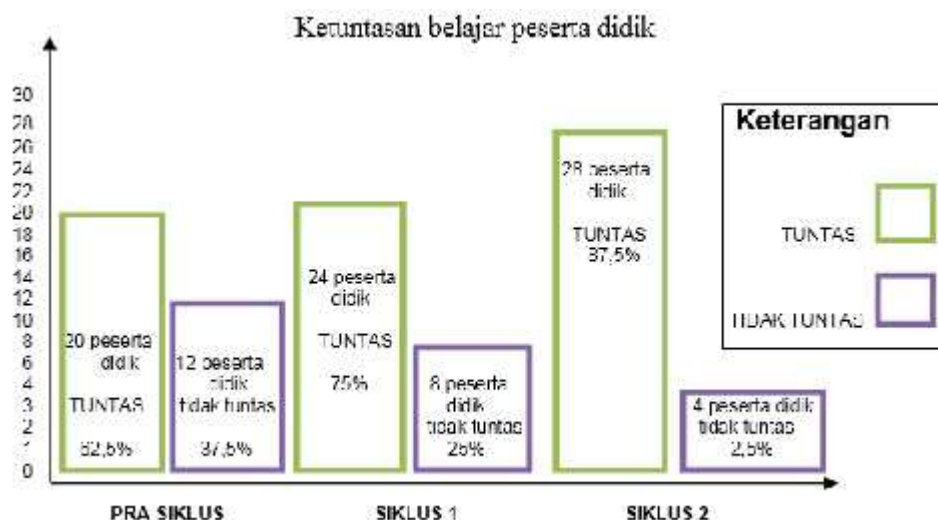 Ketuntasan belajar peserta didik
30
28
26
24
22
20
18
16
14
12
10
8
6
4
3
2
1
0
20 peserta
didik
TUNTAS
62,5%
12 peserta
didik
tidak tuntas
37,5%
24 peserta
didik
TUNTAS
75%
8 peserta
didik
tidak tuntas
25%
28 peserta
didik
TUNTAS
87,5%
4 peserta didik
tidak tuntas
2,5%
PRA SIKLUS
SIKLUS 1
SIKLUS 2
Keterangan
TUNTAS
TIDAK TUNTAS